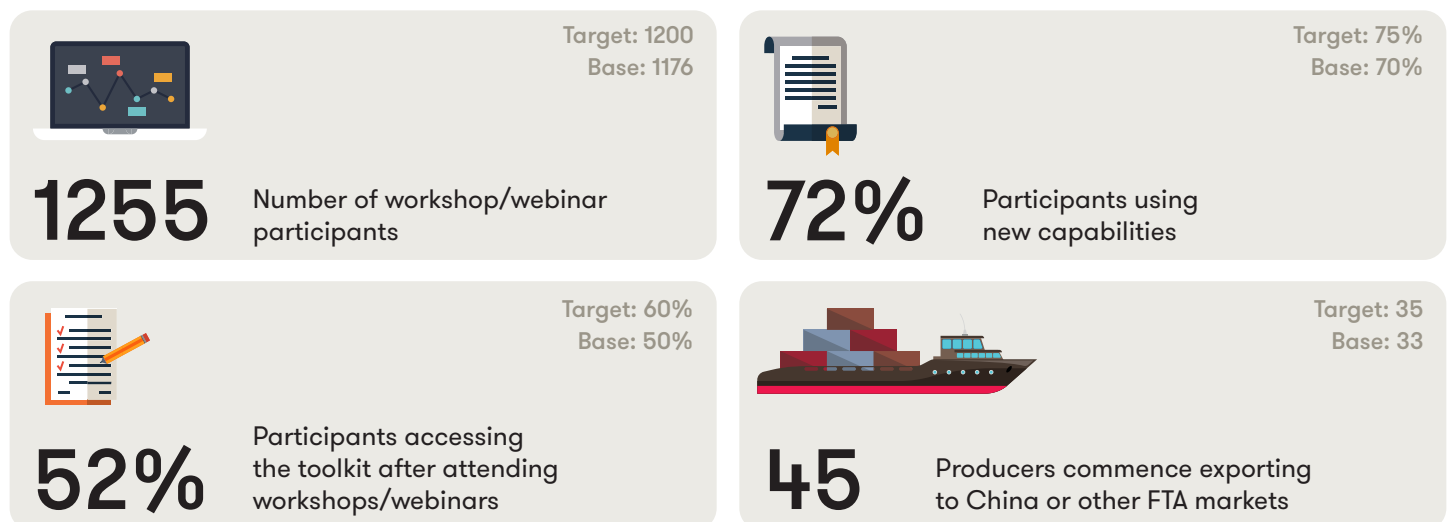 Target: 1200
Base: 1176
1255
Number of workshop/webinar
participants
Target: 75%
Base: 70%
72%
Participants using
new capabilities
Target: 60%
Base: 50%
52%
Participants accessing
the toolkit after attending
workshops/webinars
Target: 35
Base: 33
45
Producers commence exporting
to China or other FTA markets